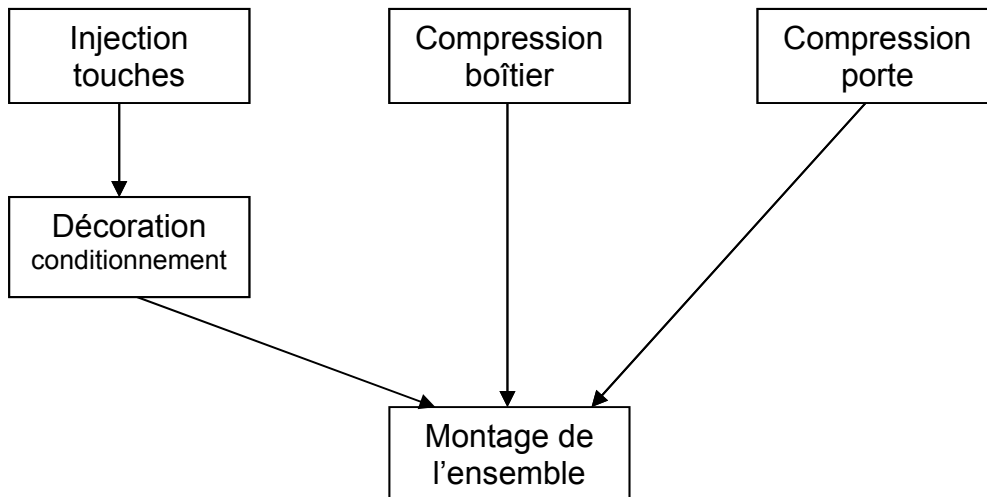 Injection
touches
Compression
boîtier
Compression
porte
Décoration
conditionnement
Montage de
l’ensemble